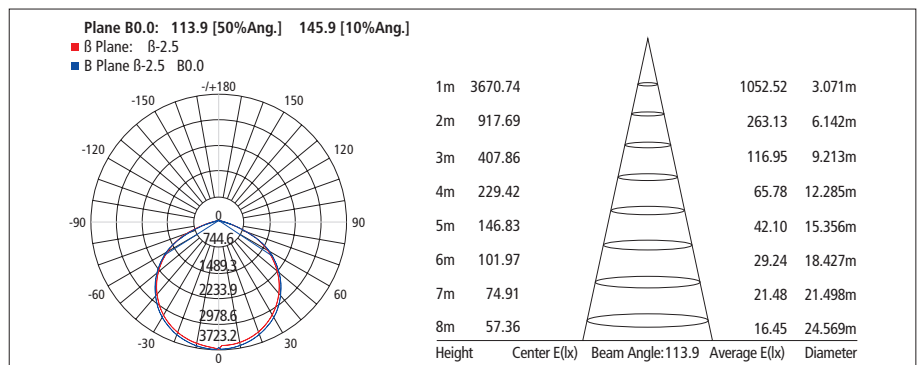 Plane B0.0: 113.9 [50%Ang.] 145.9 [10%Ang.]
ß Plane: ß-2.5
B Plane ß-2.5 B0.0
-/+180
-150 150
-120 120
-90 90
-60 60
-30 30
0
0
744.6
1489.3
2233.9
2978.6
3723.2
1m 3670.74 1052.52 3.071m
2m 917.69 263.13 6.142m
3m 407.86 116.95 9.213m
4m 229.42 65.78 12.285m
5m 146.83 42.10 15.356m
6m 101.97 29.24 18.427m
7m 74.91 21.48 21.498m
8m 57.36 16.45 24.569m
Height Center E(lx) Beam Angle:113.9 Average E(lx) Diameter